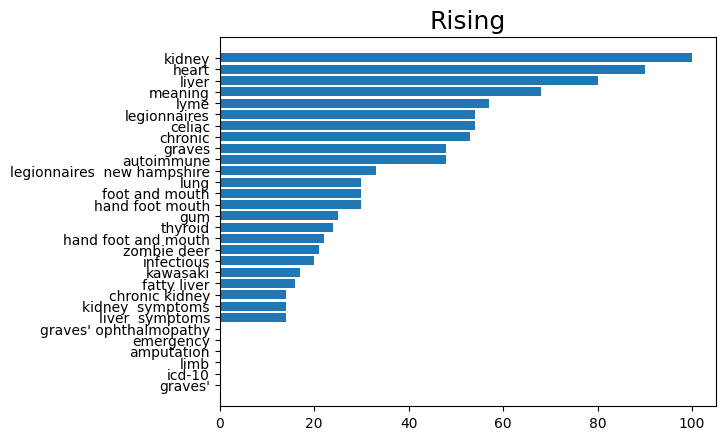 Rising
kidney
heart
liver
meaning
lyme
legionnaires
celiac
chronic
graves
autoimmune
legionnaires  new hampshire
lung
foot and mouth
hand foot mouth
gum
thyroid
hand foot and mouth
zombie deer
infectious
kawasaki
fatty liver
chronic kidney
kidney  symptoms
liver  symptoms
graves' ophthalmopathy
emergency
amputation
limb
icd-10
graves'
0 20 40 60 80 100